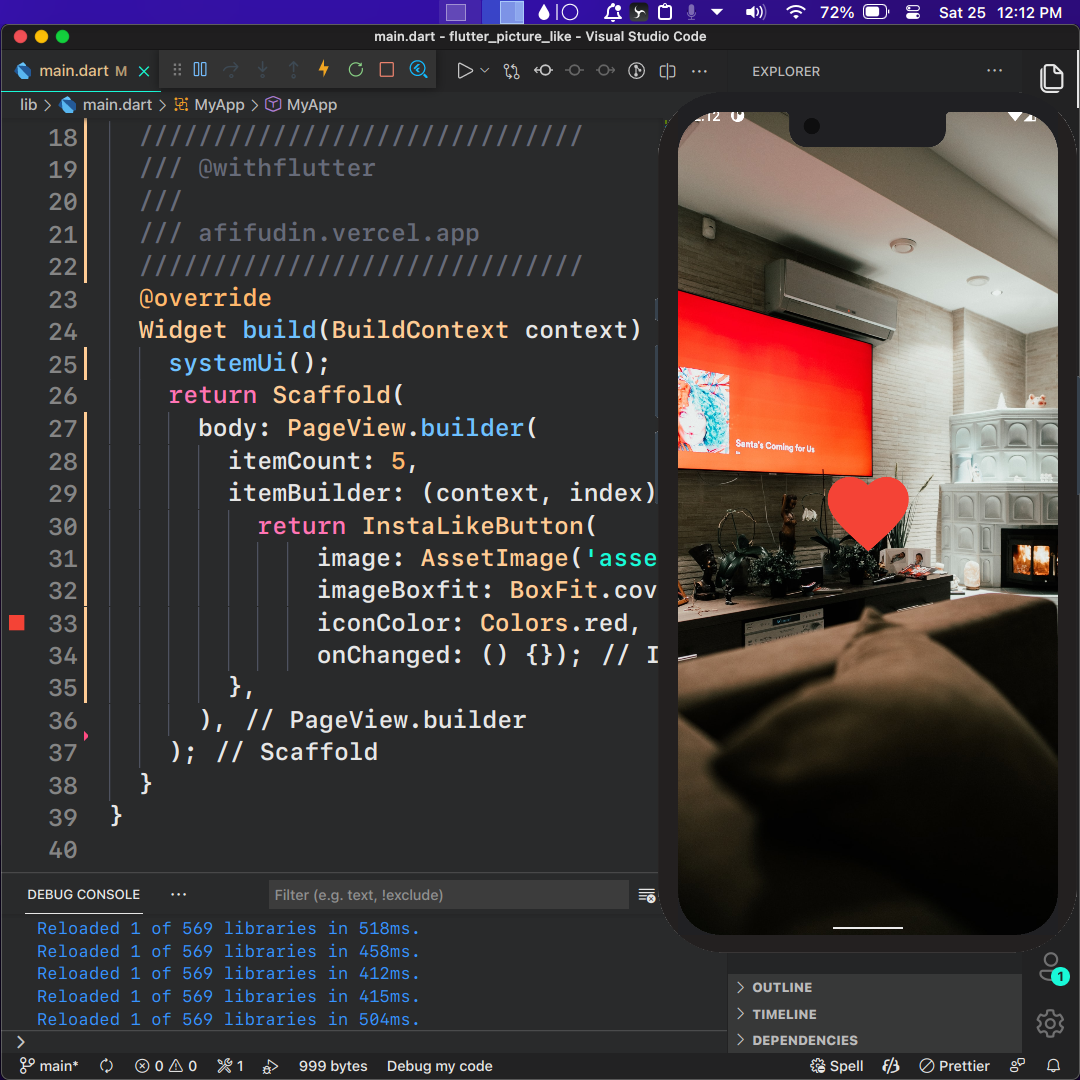 72% Sat 25 12:12 PM
main.dart - flutter_picture_like - Visual Studio Code
main.dart M
EXPLORER
lib > main.dart > MyApp > MyApp
18 //////////////////////////////
19 /// @withflutter
20 ///
21 /// afifudin.vercel.app
22 //////////////////////////////
23 @override
24 Widget build(BuildContext context)
25 systemUi();
26 return Scaffold(
27 body: PageView.builder(
28 itemCount: 5,
29 itemBuilder: (context, index)
30 return InstaLikeButton(
31 image: AssetImage('asse
32 imageBoxfit: BoxFit.cov
33 iconColor: Colors.red,
34 onChanged: () {}); // I
35 },
36 ), // PageView.builder
37 ); // Scaffold
38 }
39 }
40
Santa's Coming for Us
DEBUG CONSOLE
Filter (e.g. text, !exclude)
Reloaded 1 of 569 libraries in 518ms.
Reloaded 1 of 569 libraries in 458ms.
Reloaded 1 of 569 libraries in 412ms.
Reloaded 1 of 569 libraries in 415ms.
Reloaded 1 of 569 libraries in 504ms.
>
1
> OUTLINE
> TIMELINE
> DEPENDENCIES
main* 0 0 1 999 bytes Debug my code Spell Prettier